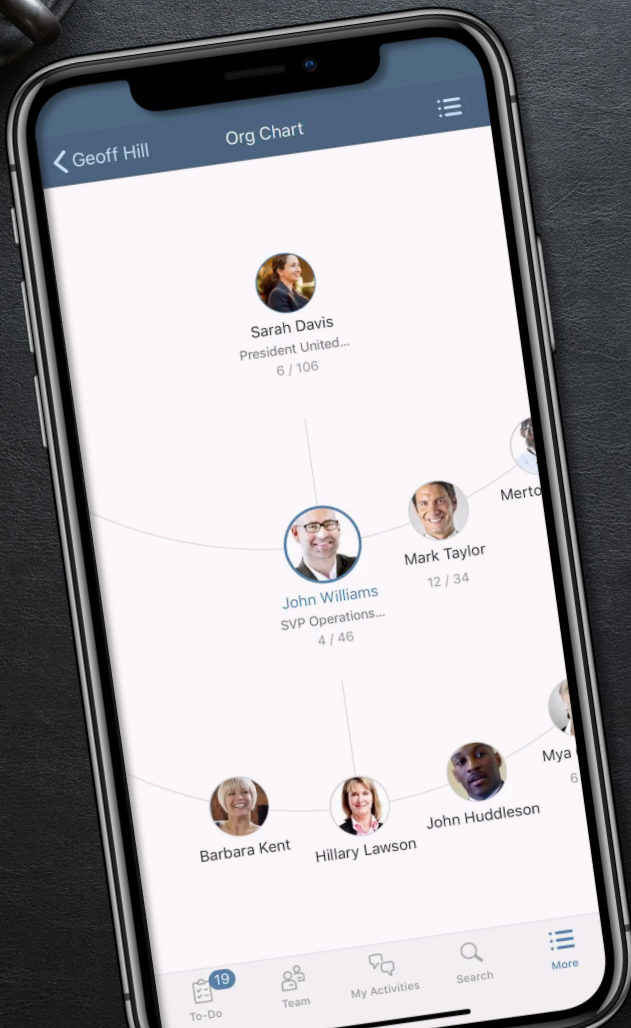 Geoff Hill
Org Chart
Sarah Davis
President United...
6 / 106
Merto
Mark Taylor
12 / 34
John Williams
SVP Operations...
4 / 46
Mya
6
John Huddleson
Hillary Lawson
Barbara Kent
19
To-Do
Team
My Activities
Search
More